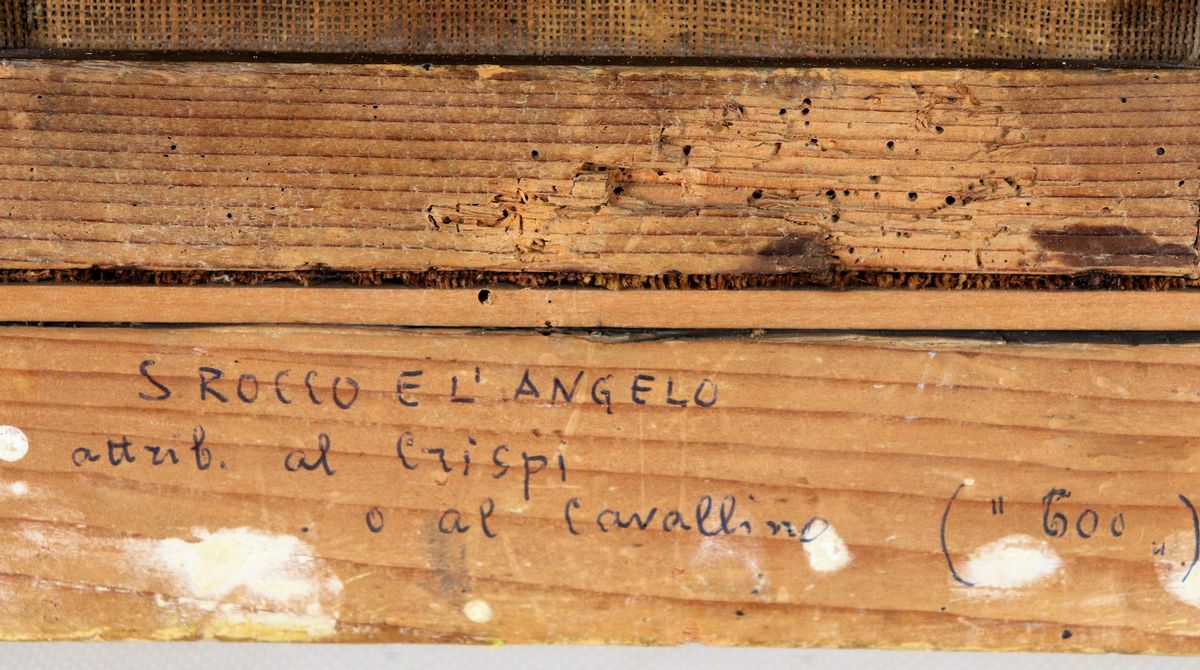 S ROCCO E L' ANGELO
attrib. al Crispi
o al Cavallino ( " 600 „ )